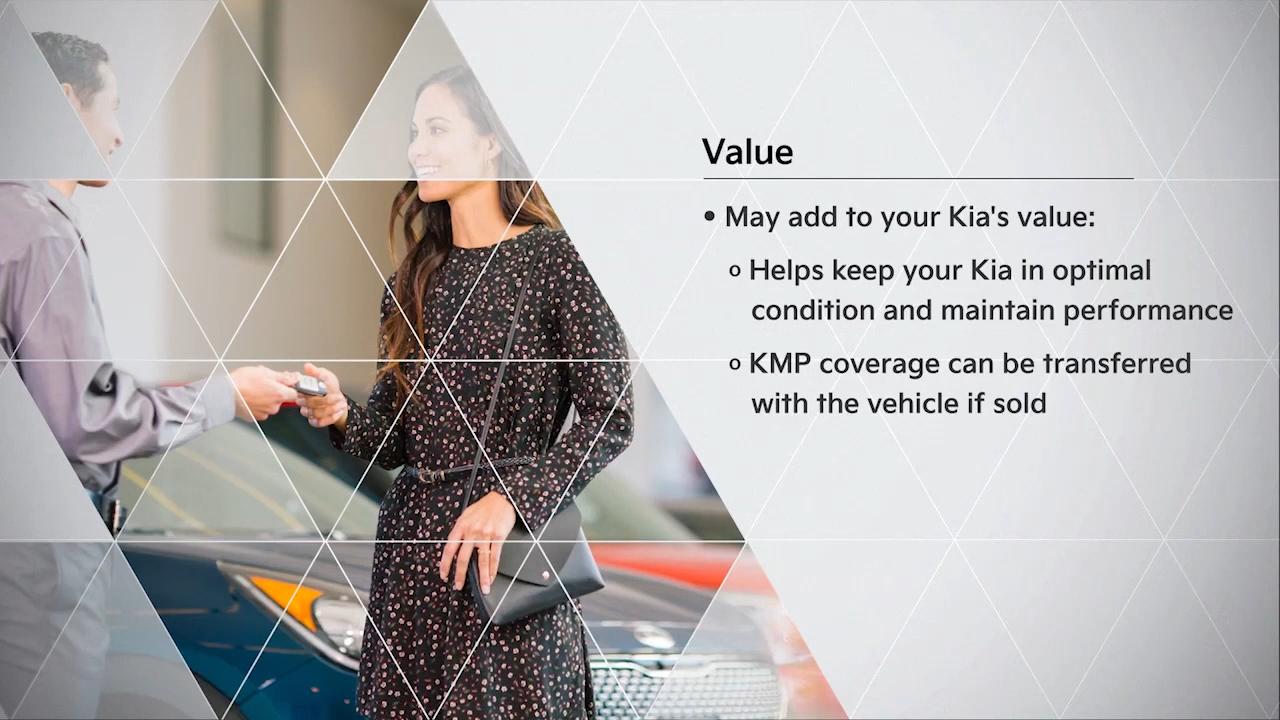 Value
• May add to your Kia's value:
o Helps keep your Kia in optimal
condition and maintain performance
o KMP coverage can be transferred
with the vehicle if sold